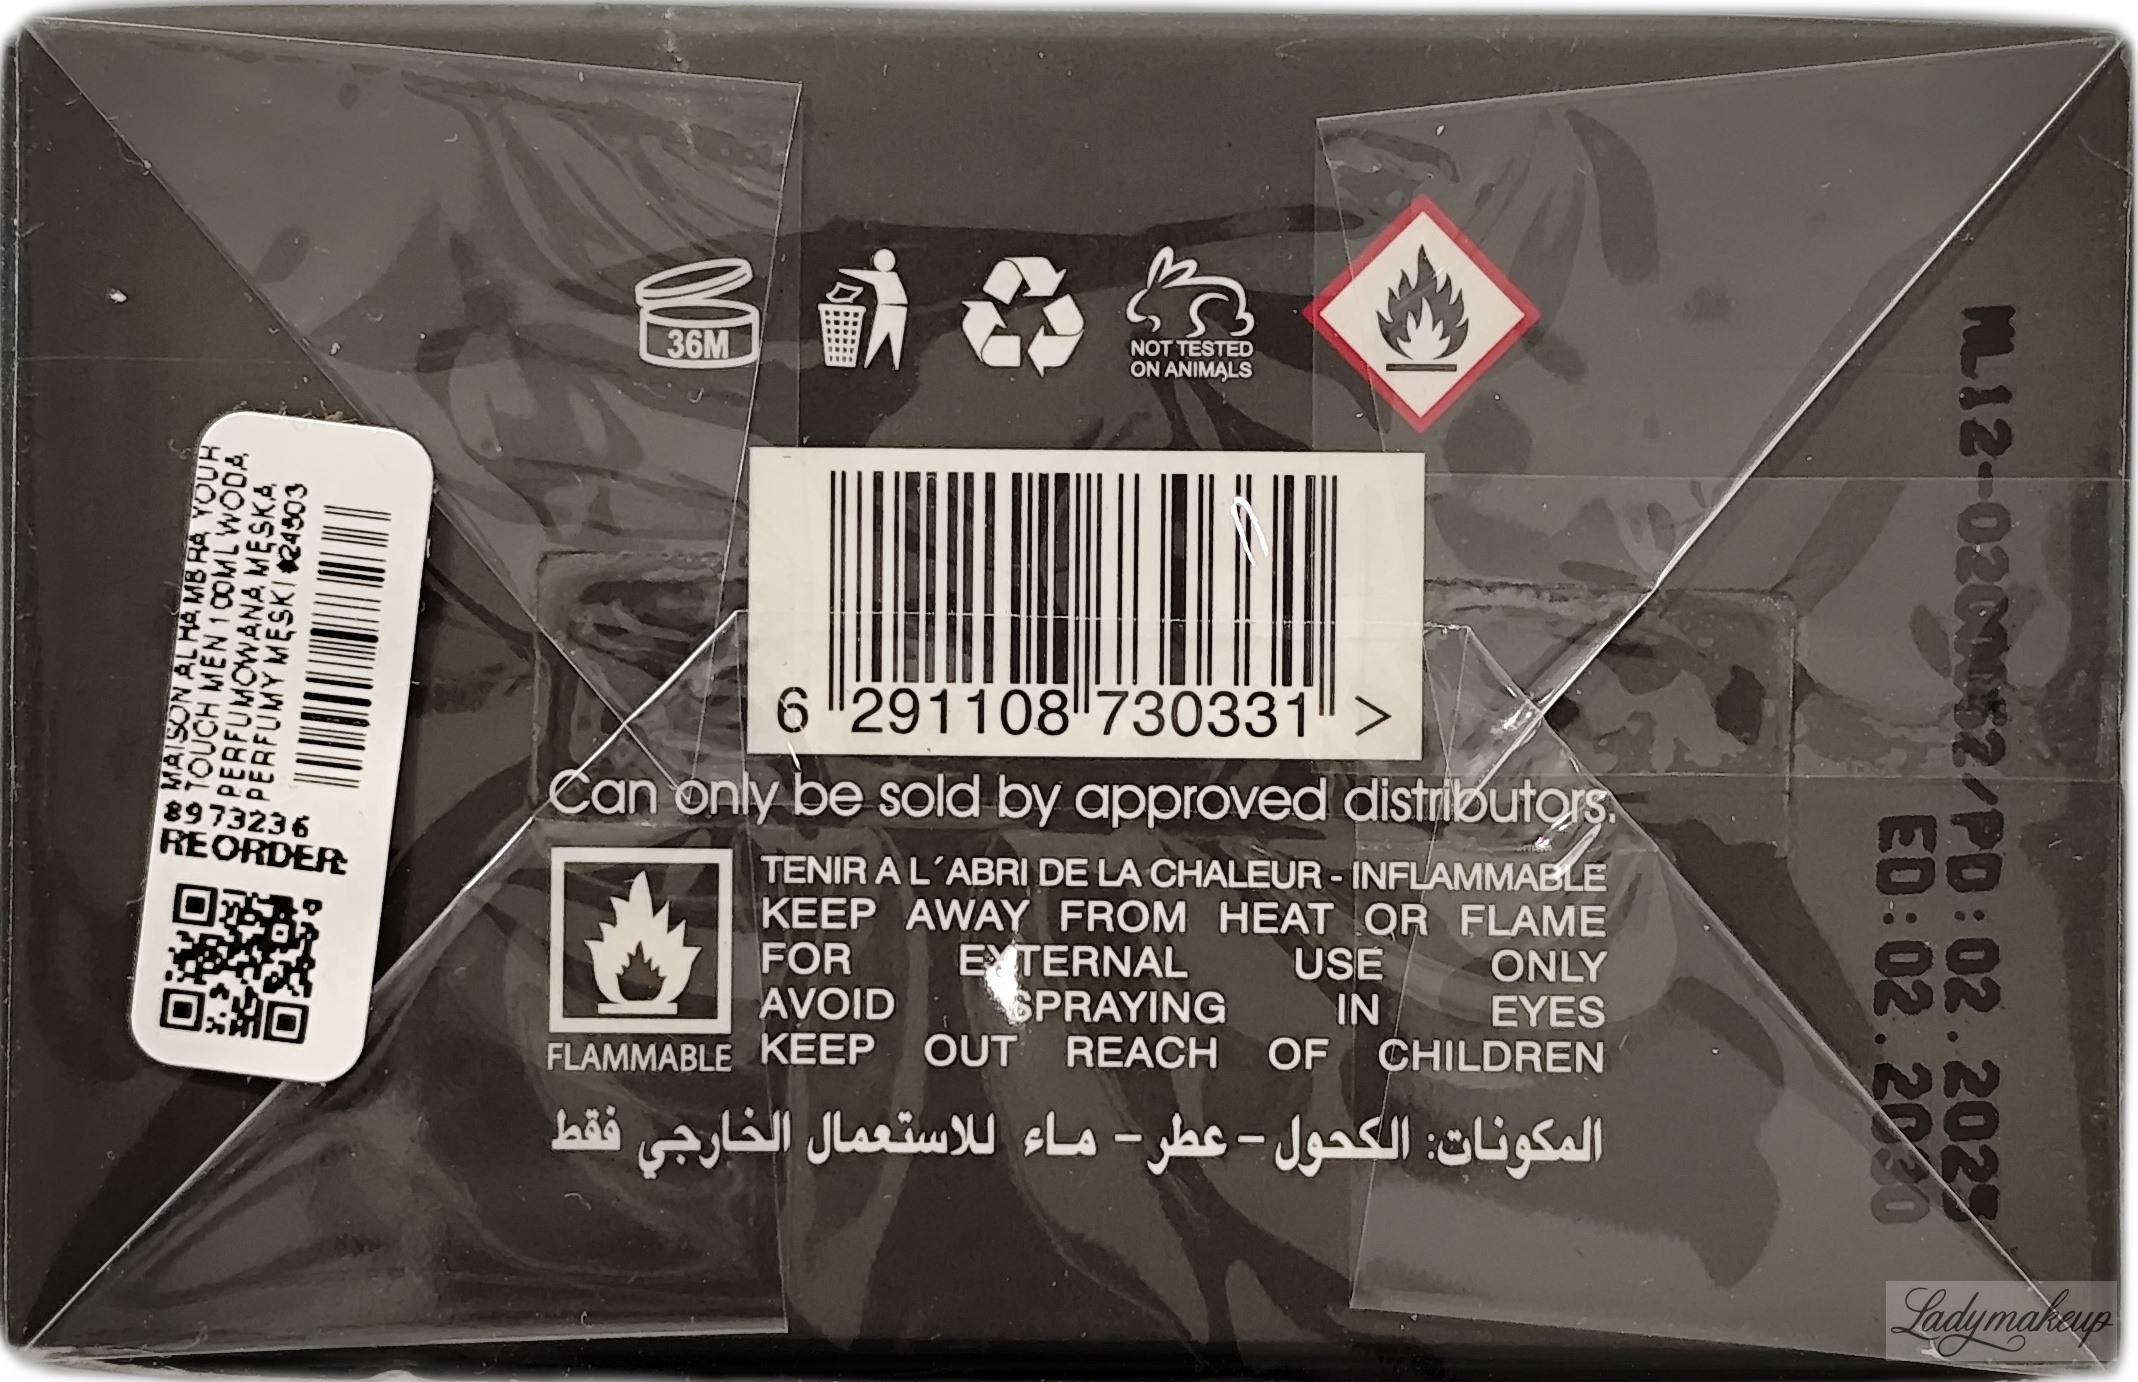 36M
NOT TESTED
ON ANIMALS
MAISON ALHAMBRA YOUR
TOUCH MEN 100ML WODA
PERFUMOWANA MĘSKA
PERFUMY MĘSKI #24503
8973236
REORDER:
6 291108 730331 >
Can only be sold by approved distributors.
FLAMMABLE
TENIR A L´ABRI DE LA CHALEUR - INFLAMMABLE
KEEP AWAY FROM HEAT OR FLAME
FOR EXTERNAL USE ONLY
AVOID SPRAYING IN EYES
KEEP OUT REACH OF CHILDREN
المكونات: الكحول - عطر - ماء للاستعمال الخارجي فقط
PD:02.2025
ED:02.2030
Ladymakeup